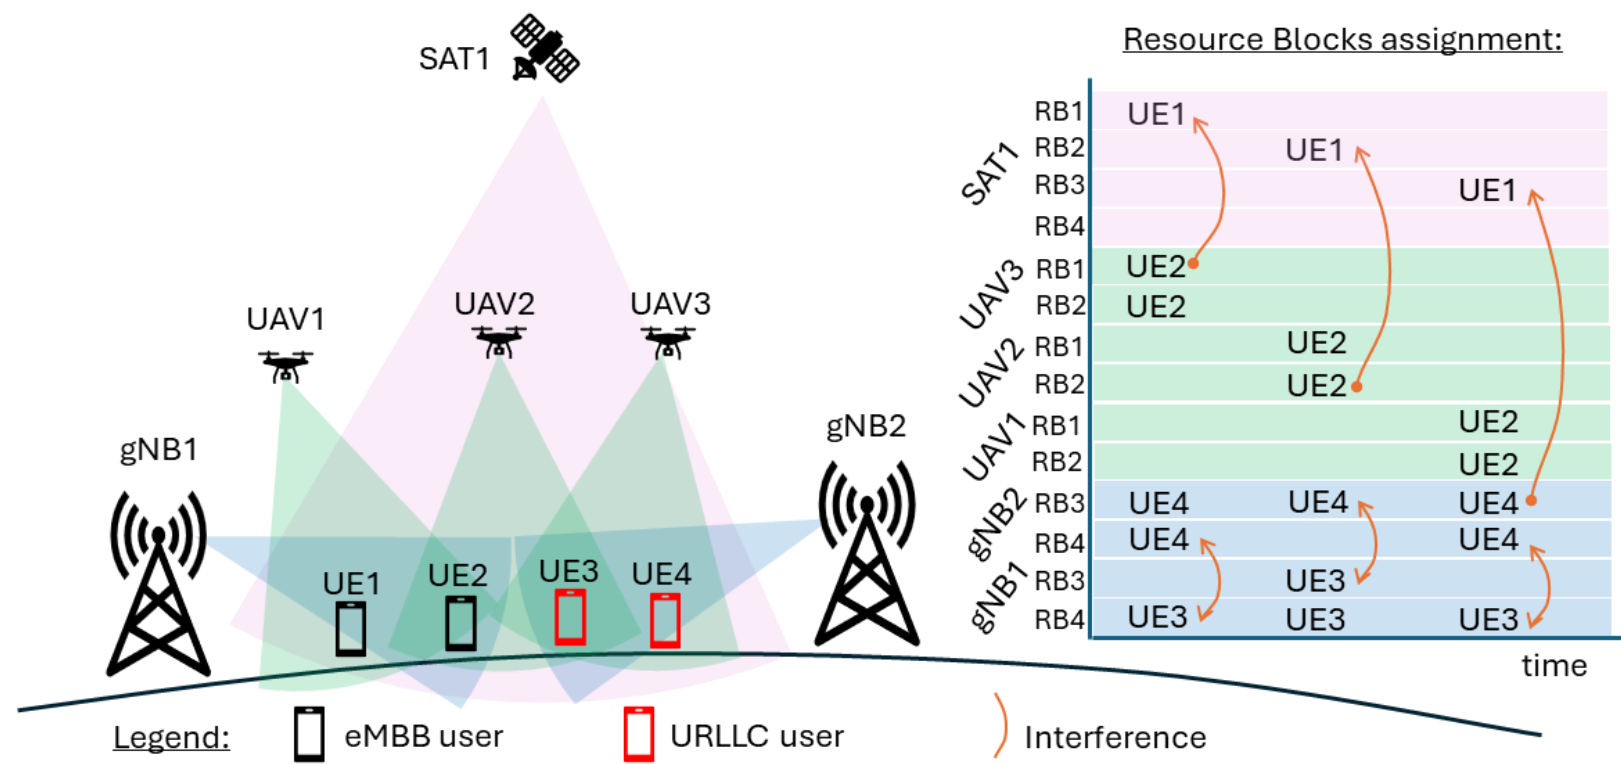 SAT1
UAV1
UAV2
UAV3
gNB1
gNB2
UE1
UE2
UE3
UE4
Legend:
eMBB user
URLLC user
Interference
Resource Blocks assignment:
SAT1
RB1 UE1
RB2 UE1
RB3 UE1
RB4
UAV3
RB1 UE2
RB2 UE2
UAV2
RB1 UE2
RB2 UE2
UAV1
RB1 UE2
RB2 UE2
gNB2
RB3 UE4 UE4 UE4
RB4 UE4 UE4
gNB1
RB3 UE3
RB4 UE3 UE3 UE3
time